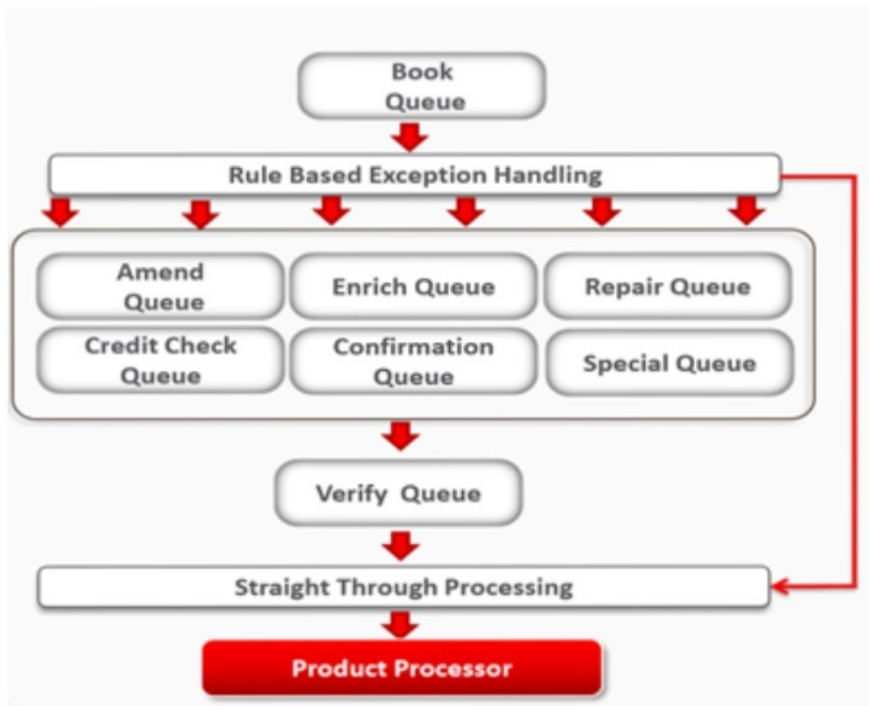 Book
Queue
Rule Based Exception Handling
Amend
Queue
Enrich Queue
Repair Queue
Credit Check
Queue
Confirmation
Queue
Special Queue
Verify Queue
Straight Through Processing
Product Processor